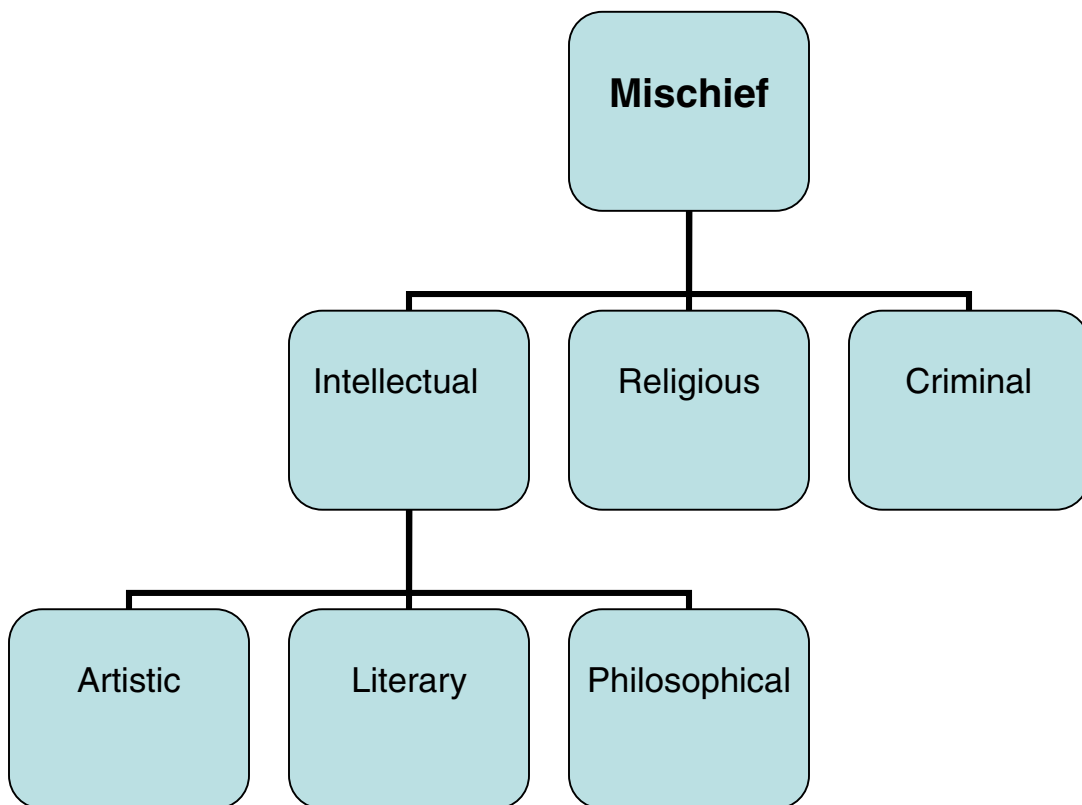 Mischief
Intellectual
Religious
Criminal
Artistic
Literary
Philosophical